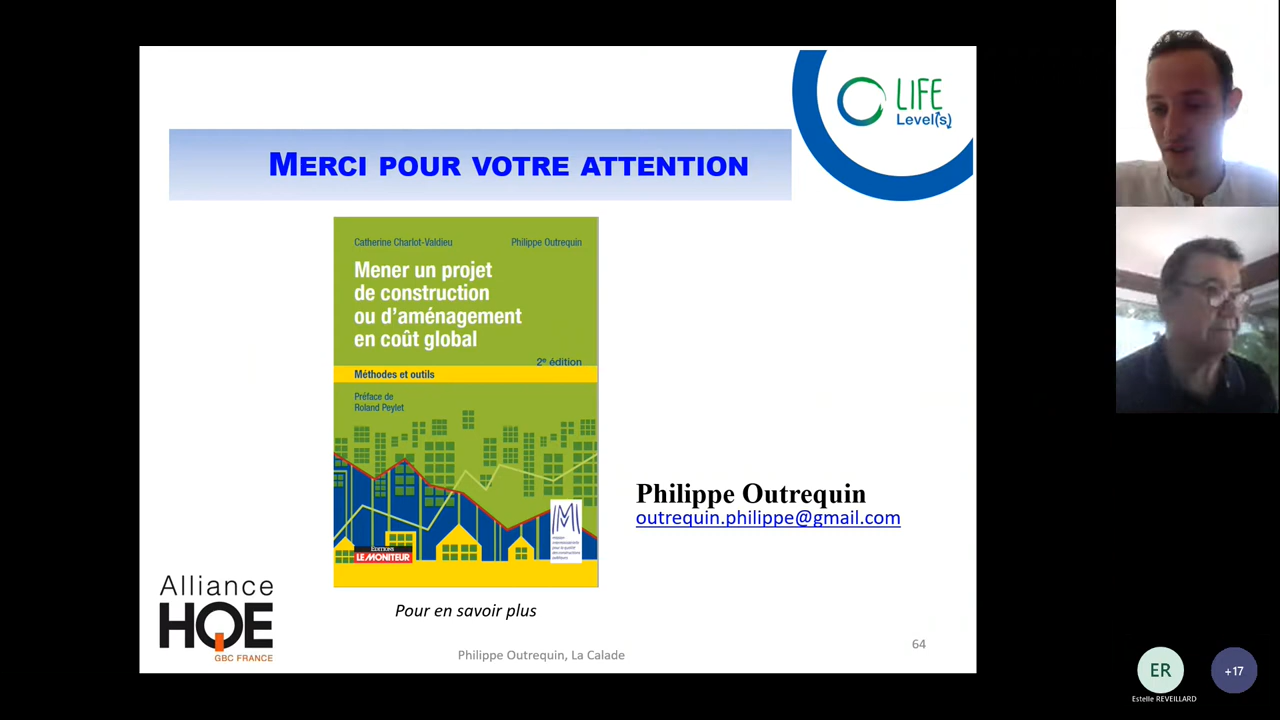 LIFE
Level(s)
MERCI POUR VOTRE ATTENTION
Catherine Charlot-Valdieu
Philippe Outrequin
Mener un projet
de construction
ou d'aménagement
en coût global
2e édition
Méthodes et outils
Préface de
Roland Peylet
EDITIONS
LE MONITEUR
Philippe Outrequin
outrequin.philippe@gmail.com
Alliance
HQE
GBC FRANCE
Pour en savoir plus
Philippe Outrequin, La Calade
64
ER
+17
Estelle REVEILLARD